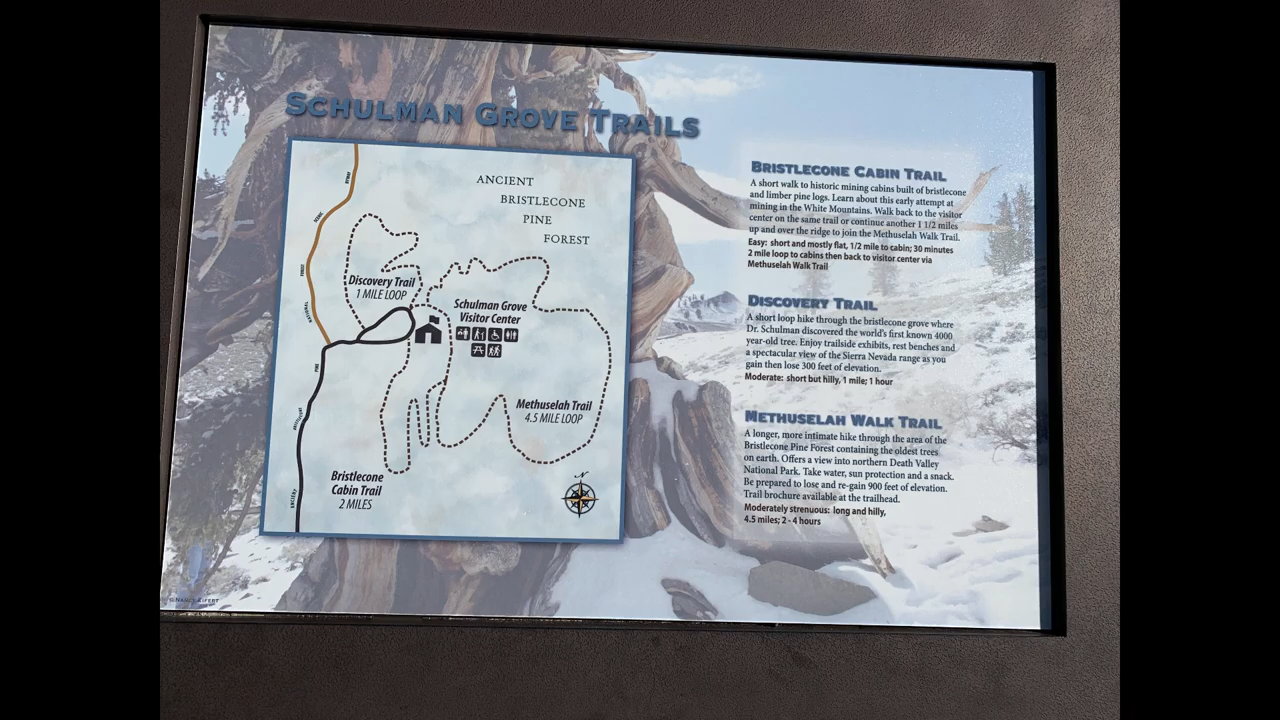 SCHULMAN GROVE TRAILS
ANCIENT
BRISTLECONE
PINE
FOREST
Discovery Trail
1 MILE LOOP
Schulman Grove
Visitor Center
Methuselah Trail
4.5 MILE LOOP
Bristlecone
Cabin Trail
2 MILES
N
BRISTLECONE CABIN TRAIL
A short walk to historic mining cabins built of bristlecone
and limber pine logs. Learn about this early attempt at
mining in the White Mountains. Walk back to the visitor
center on the same trail or continue another 1 1/2 miles
up and over the ridge to join the Methuselah Walk Trail.
Easy: short and mostly flat, 1/2 mile to cabin; 30 minutes
2 mile loop to cabins then back to visitor center via
Methuselah Walk Trail
DISCOVERY TRAIL
A short loop hike through the bristlecone grove where
Dr. Schulman discovered the world's first known 4000
year-old tree. Enjoy trailside exhibits, rest benches and
a spectacular view of the Sierra Nevada range as you
gain then lose 300 feet of elevation.
Moderate: short but hilly, 1 mile; 1 hour
METHUSELAH WALK TRAIL
A longer, more intimate hike through the area of the
Bristlecone Pine Forest containing the oldest trees
on earth. Offers a view into northern Death Valley
National Park. Take water, sun protection and a snack.
Be prepared to lose and re-gain 900 feet of elevation.
Trail brochure available at the trailhead.
Moderately strenuous: long and hilly,
4.5 miles; 2 - 4 hours